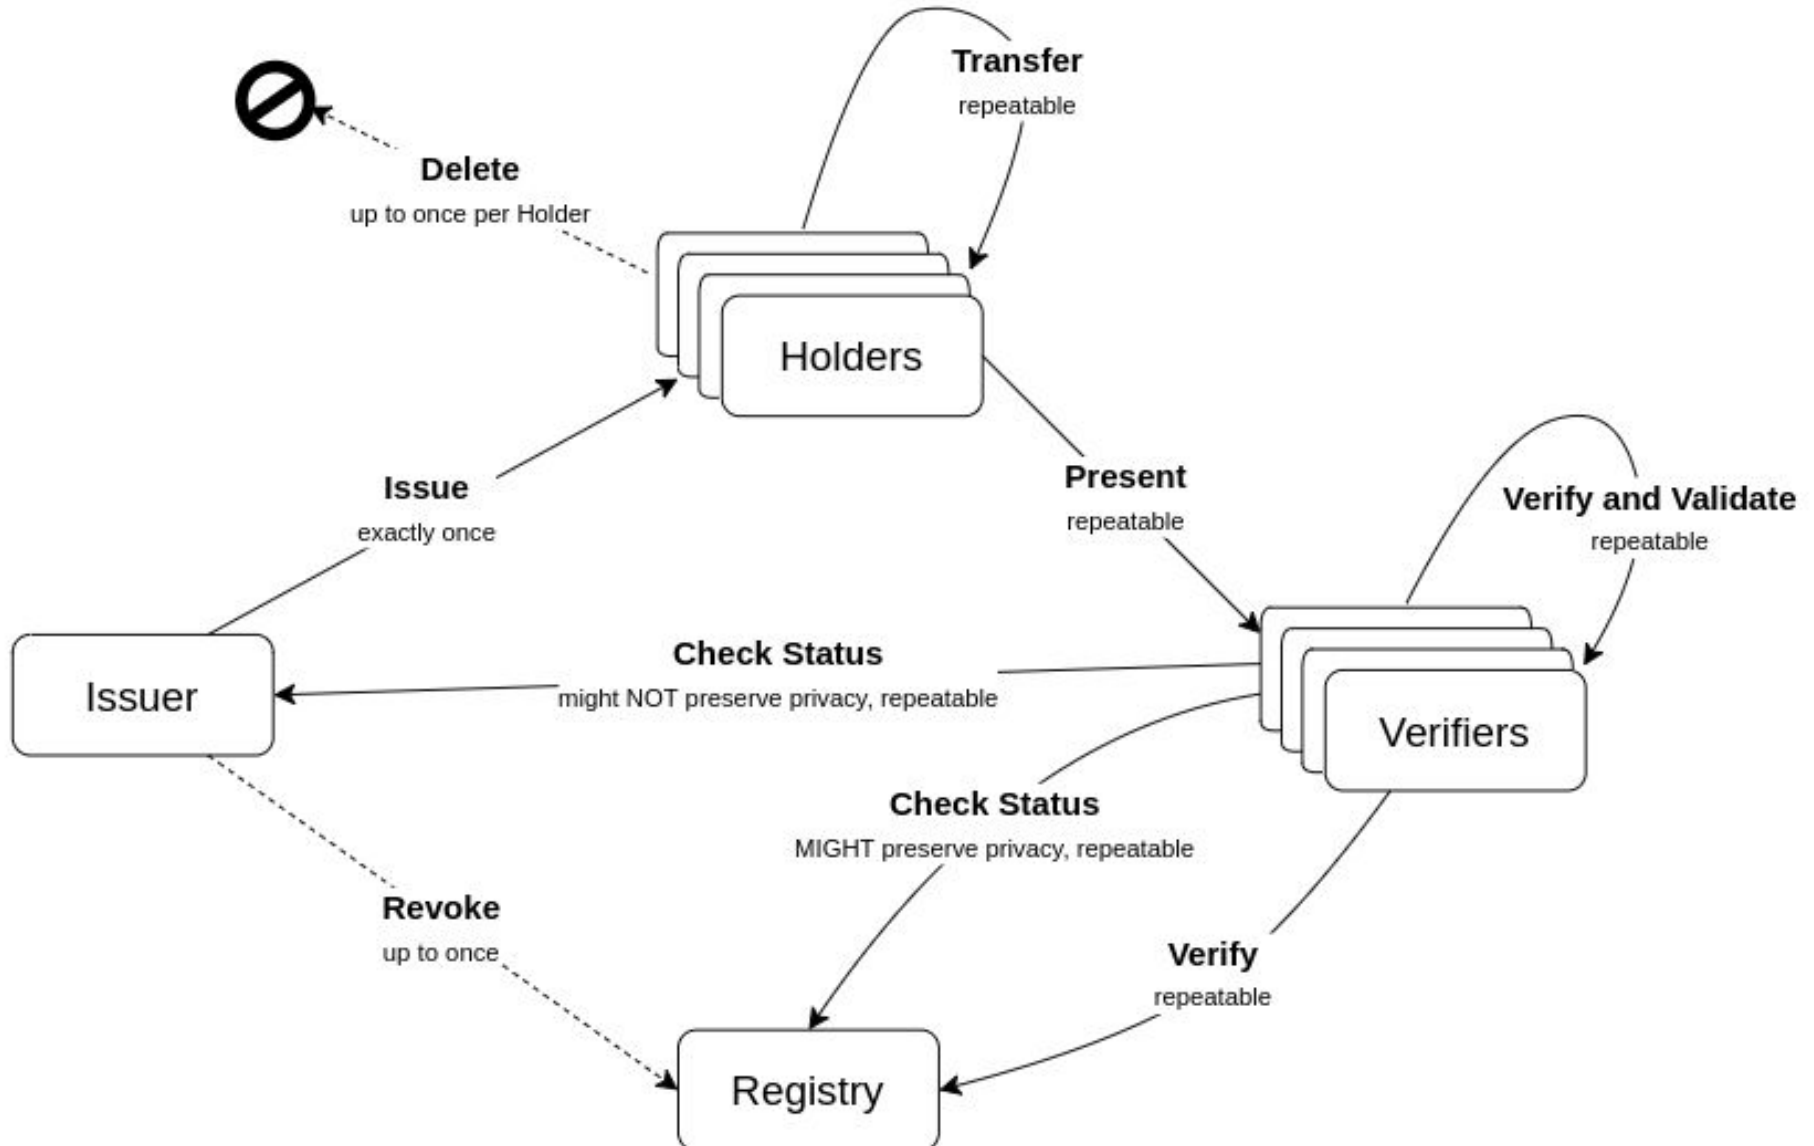 Transfer
repeatable
Delete
up to once per Holder
Holders
Issue
exactly once
Present
repeatable
Verify and Validate
repeatable
Check Status
might NOT preserve privacy, repeatable
Issuer
Verifiers
Check Status
MIGHT preserve privacy, repeatable
Revoke
up to once
Verify
repeatable
Registry